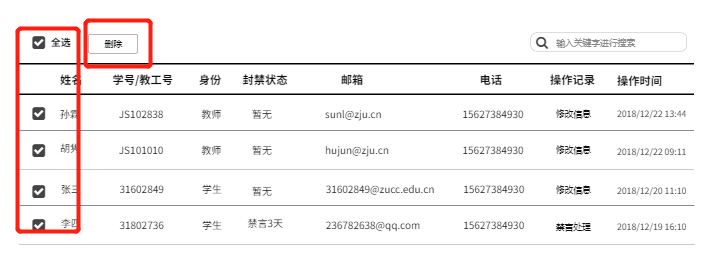 全选 删除 输入关键字进行搜索
姓名 学号/教工号 身份 封禁状态 邮箱 电话 操作记录 操作时间
孙霖 JS102838 教师 暂无 sunl@zju.cn 15627384930 修改信息 2018/12/22 13:44
胡隽 JS101010 教师 暂无 hujun@zju.cn 15627384930 修改信息 2018/12/22 09:11
张三 31602849 学生 暂无 31602849@zucc.edu.cn 15627384930 修改信息 2018/12/20 11:10
李四 31802736 学生 禁言3天 236782638@qq.com 15627384930 禁言处理 2018/12/19 16:10